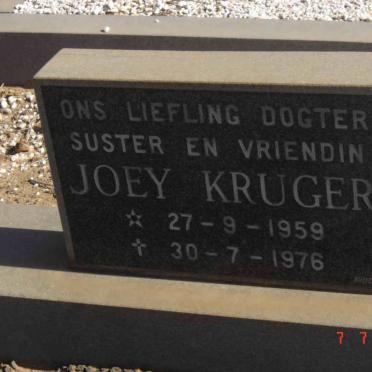 ONS LIEFLING DOGTER
SUSTER EN VRIENDIN
JOEY KRUGER
☆ 27-9-1959
✝ 30-7-1976
7 7